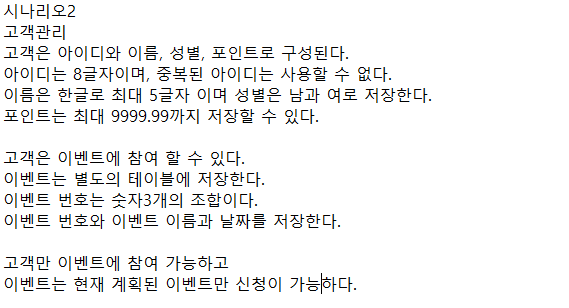 시나리오2
고객관리
고객은 아이디와 이름, 성별, 포인트로 구성된다.
아이디는 8글자이며, 중복된 아이디는 사용할 수 없다.
이름은 한글로 최대 5글자 이며 성별은 남과 여로 저장한다.
포인트는 최대 9999.99까지 저장할 수 있다.
고객은 이벤트에 참여 할 수 있다.
이벤트는 별도의 테이블에 저장한다.
이벤트 번호는 숫자3개의 조합이다.
이벤트 번호와 이벤트 이름과 날짜를 저장한다.
고객만 이벤트에 참여 가능하고
이벤트는 현재 계획된 이벤트만 신청이 가능하다.